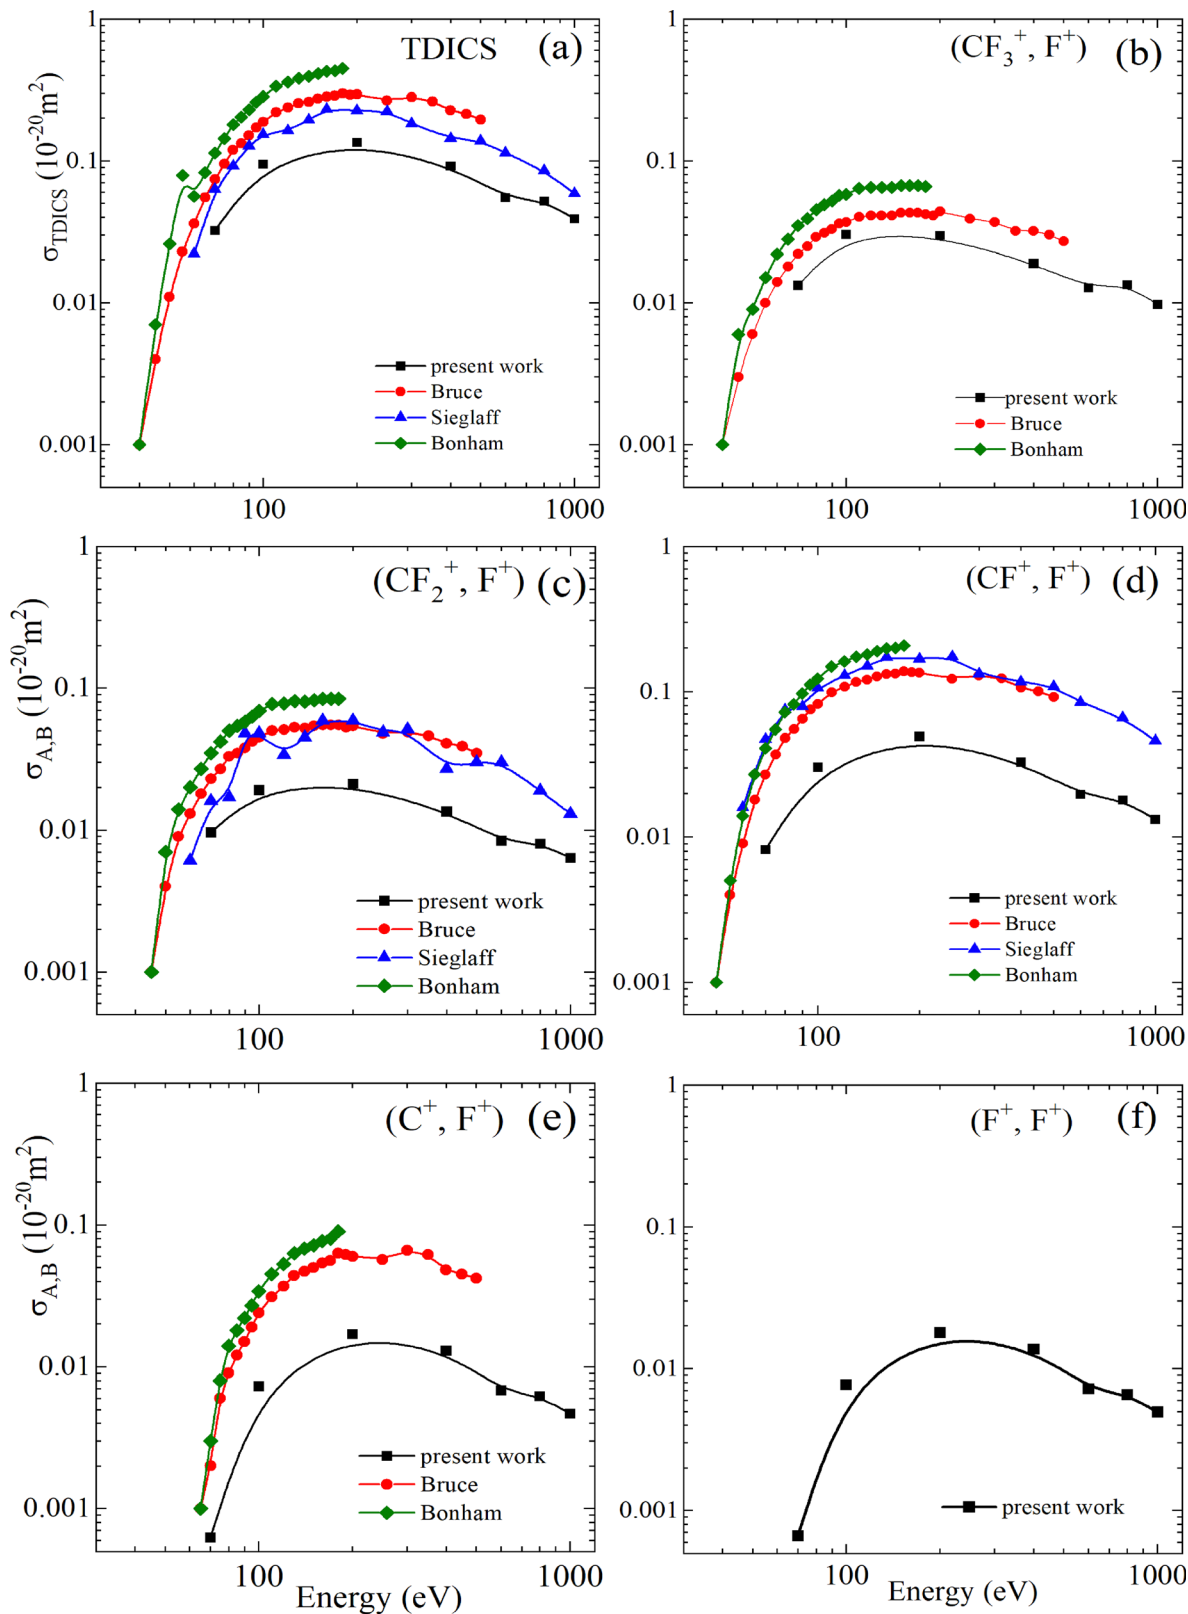 TDICS (a)
1
0.1
0.01
0.001
σTDICS (10⁻²⁰m²)
present work
Bruce
Sieglaff
Bonham
100 1000
(CF₃⁺, F⁺) (b)
1
0.1
0.01
0.001
present work
Bruce
Bonham
100 1000
(CF₂⁺, F⁺) (c)
1
0.1
0.01
0.001
σA,B (10⁻²⁰m²)
present work
Bruce
Sieglaff
Bonham
100 1000
(CF⁺, F⁺) (d)
1
0.1
0.01
0.001
present work
Bruce
Sieglaff
Bonham
100 1000
(C⁺, F⁺) (e)
1
0.1
0.01
0.001
σA,B (10⁻²⁰m²)
present work
Bruce
Bonham
100 1000
Energy (eV)
(F⁺, F⁺) (f)
1
0.1
0.01
0.001
present work
100 1000
Energy (eV)